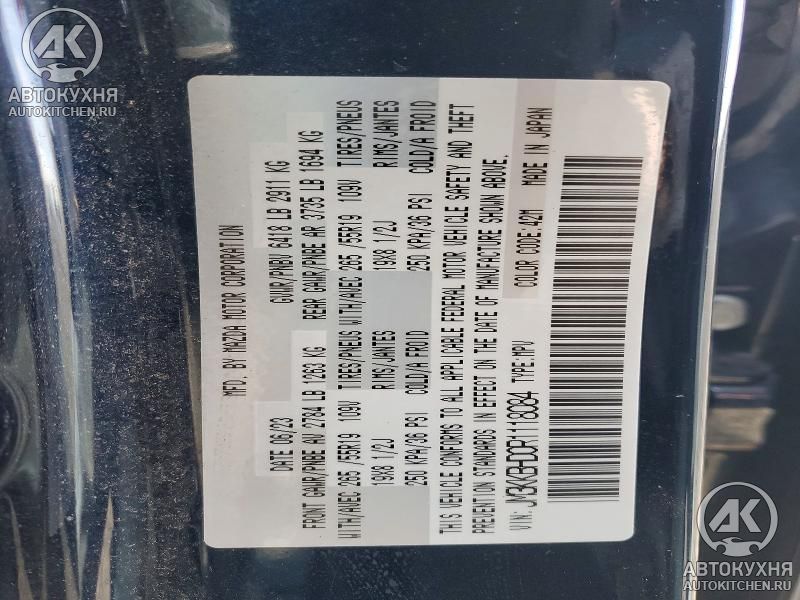 АВТОКУХНЯ
AUTOKITCHEN.RU
MFD. BY MAZDA MOTOR CORPORATION
DATE 06/23 GVWR/PNBV 6418 LB 2911 KG
FRONT GAWR/PNBE AV 2784 LB 1263 KG REAR GAWR/PNBE AR 3735 LB 1694 KG
WITH/AVEC 265/55R19 109V TIRES/PNEUS WITH/AVEC 265/55R19 109V TIRES/PNEUS
19X8 1/2J RIMS/JANTES 19X8 1/2J RIMS/JANTES
250 KPA/36 PSI COLD/A FROID 250 KPA/36 PSI COLD/A FROID
THIS VEHICLE CONFORMS TO ALL APPLICABLE FEDERAL MOTOR VEHICLE SAFETY AND THEFT
PREVENTION STANDARDS IN EFFECT ON THE DATE OF MANUFACTURE SHOWN ABOVE.
VIN: JM3KKBHD0R1118084 TYPE:MPV COLOR CODE:42M MADE IN JAPAN
АВТОКУХНЯ
AUTOKITCHEN.RU